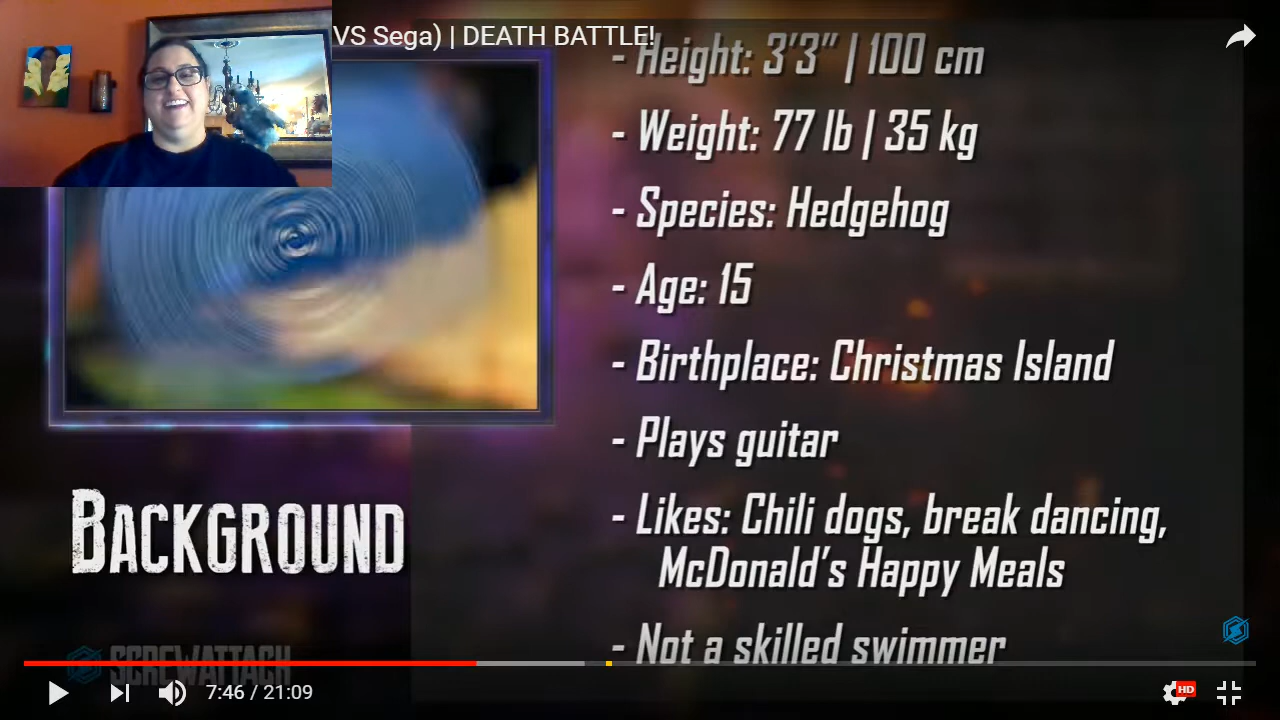 VS Sega) | DEATH BATTLE!
- Height: 3'3" | 100 cm
- Weight: 77 lb | 35 kg
- Species: Hedgehog
- Age: 15
- Birthplace: Christmas Island
- Plays guitar
- Likes: Chili dogs, break dancing,
McDonald's Happy Meals
- Not a skilled swimmer
BACKGROUND
SCREWATTACK
7:46 / 21:09
HD